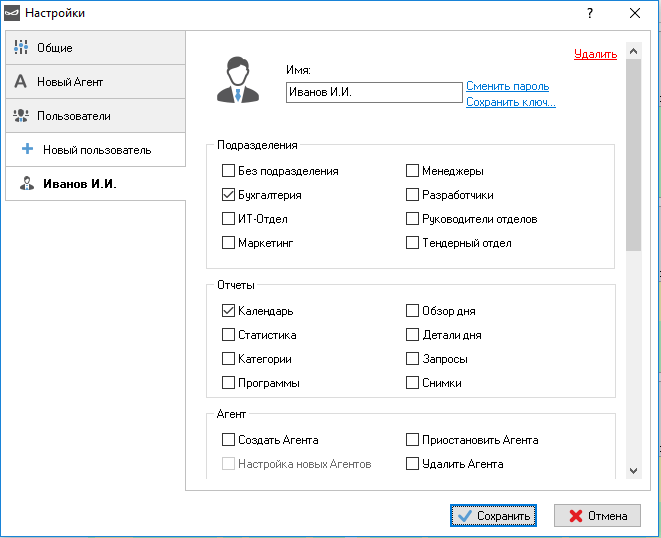 Настройки
?
Общие
Новый Агент
Пользователи
Новый пользователь
Иванов И.И.
Удалить
Имя:
Иванов И.И.
Сменить пароль
Сохранить ключ...
Подразделения
Без подразделения
Менеджеры
Бухгалтерия
Разработчики
ИТ-Отдел
Руководители отделов
Маркетинг
Тендерный отдел
Отчеты
Календарь
Обзор дня
Статистика
Детали дня
Категории
Запросы
Программы
Снимки
Агент
Создать Агента
Приостановить Агента
Настройка новых Агентов
Удалить Агента
Сохранить
Отмена